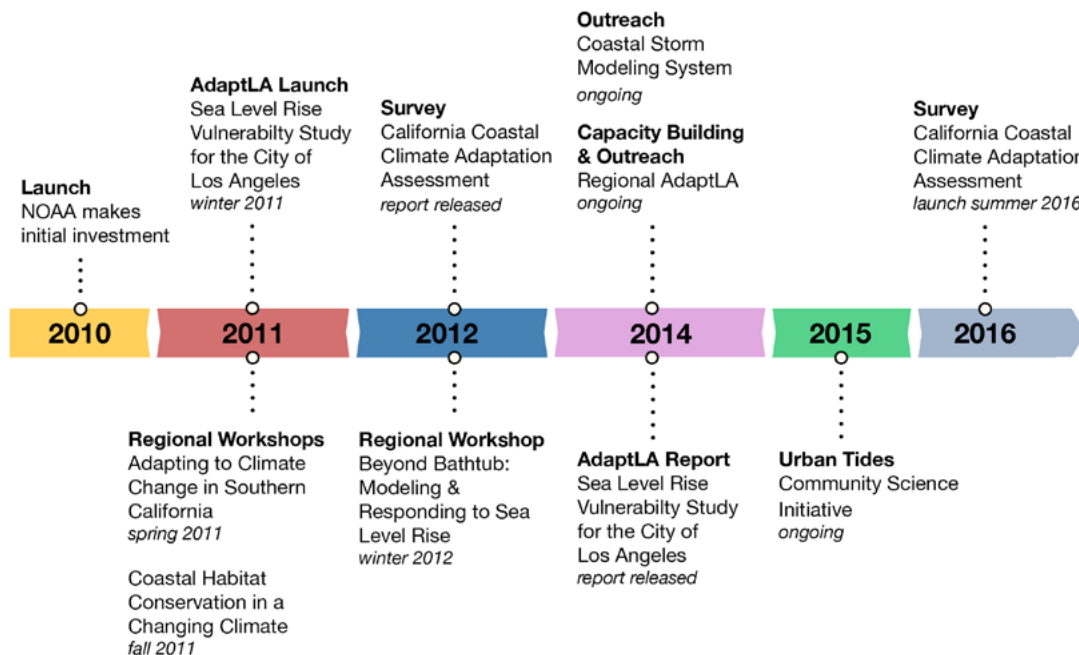 Launch
NOAA makes
initial investment
AdaptLA Launch
Sea Level Rise
Vulnerabilty Study
for the City of
Los Angeles
winter 2011
Survey
California Coastal
Climate Adaptation
Assessment
report released
Outreach
Coastal Storm
Modeling System
ongoing
Capacity Building
& Outreach
Regional AdaptLA
ongoing
Survey
California Coastal
Climate Adaptation
Assessment
launch summer 2016
2010
2011
2012
2014
2015
2016
Regional Workshops
Adapting to Climate
Change in Southern
California
spring 2011
Coastal Habitat
Conservation in a
Changing Climate
fall 2011
Regional Workshop
Beyond Bathtub:
Modeling &
Responding to Sea
Level Rise
winter 2012
AdaptLA Report
Sea Level Rise
Vulnerabilty Study
for the City of
Los Angeles
report released
Urban Tides
Community Science
Initiative
ongoing